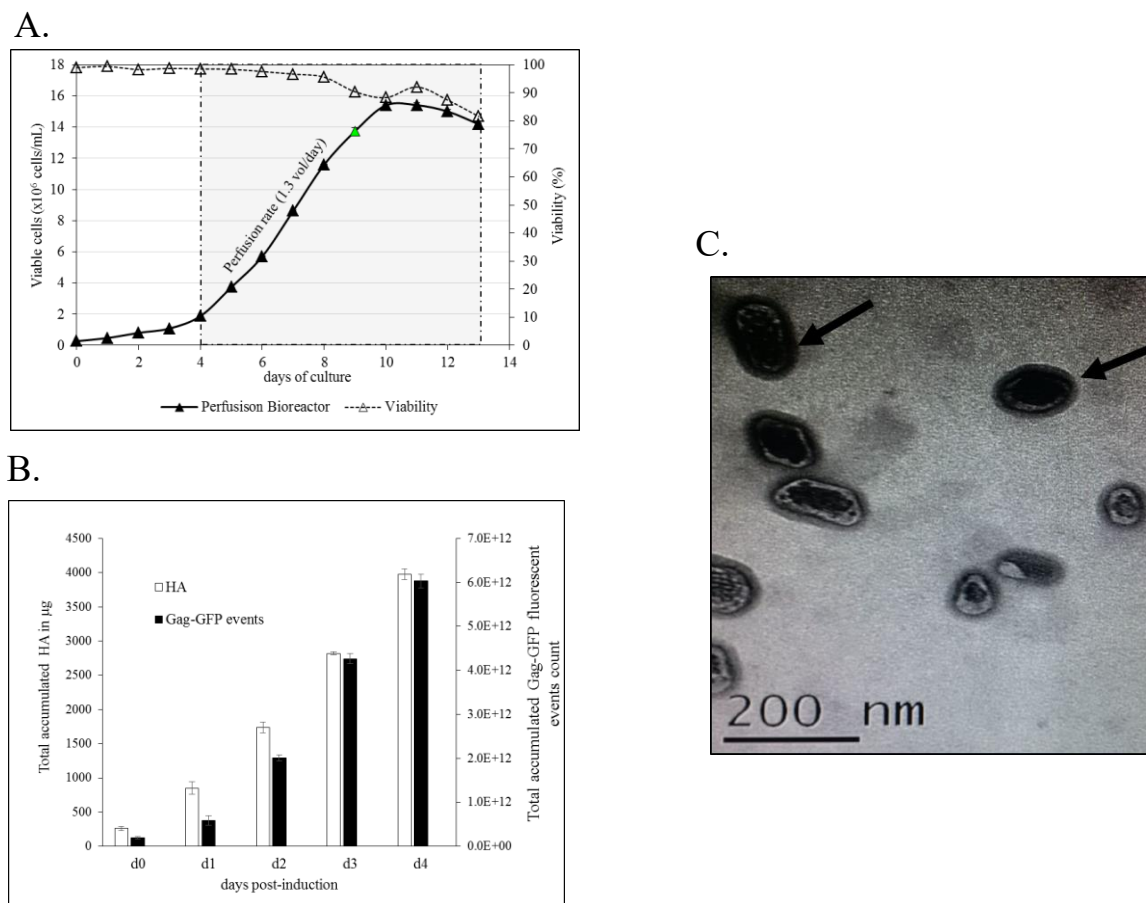 A.
18
16
14
12
10
8
6
4
2
0
Viable cells (x10⁶ cells/mL)
100
90
80
70
60
50
40
30
20
10
0
Viability (%)
Perfusion rate (1.3 vol/day)
0 2 4 6 8 10 12 14
days of culture
Perfusison Bioreactor Viability
B.
4500
4000
3500
3000
2500
2000
1500
1000
500
0
Total accumulated HA in µg
HA
Gag-GFP events
7.0E+12
6.0E+12
5.0E+12
4.0E+12
3.0E+12
2.0E+12
1.0E+12
0.0E+00
Total accumulated Gag-GFP fluorescent
events count
d0 d1 d2 d3 d4
days post-induction
C.
200 nm